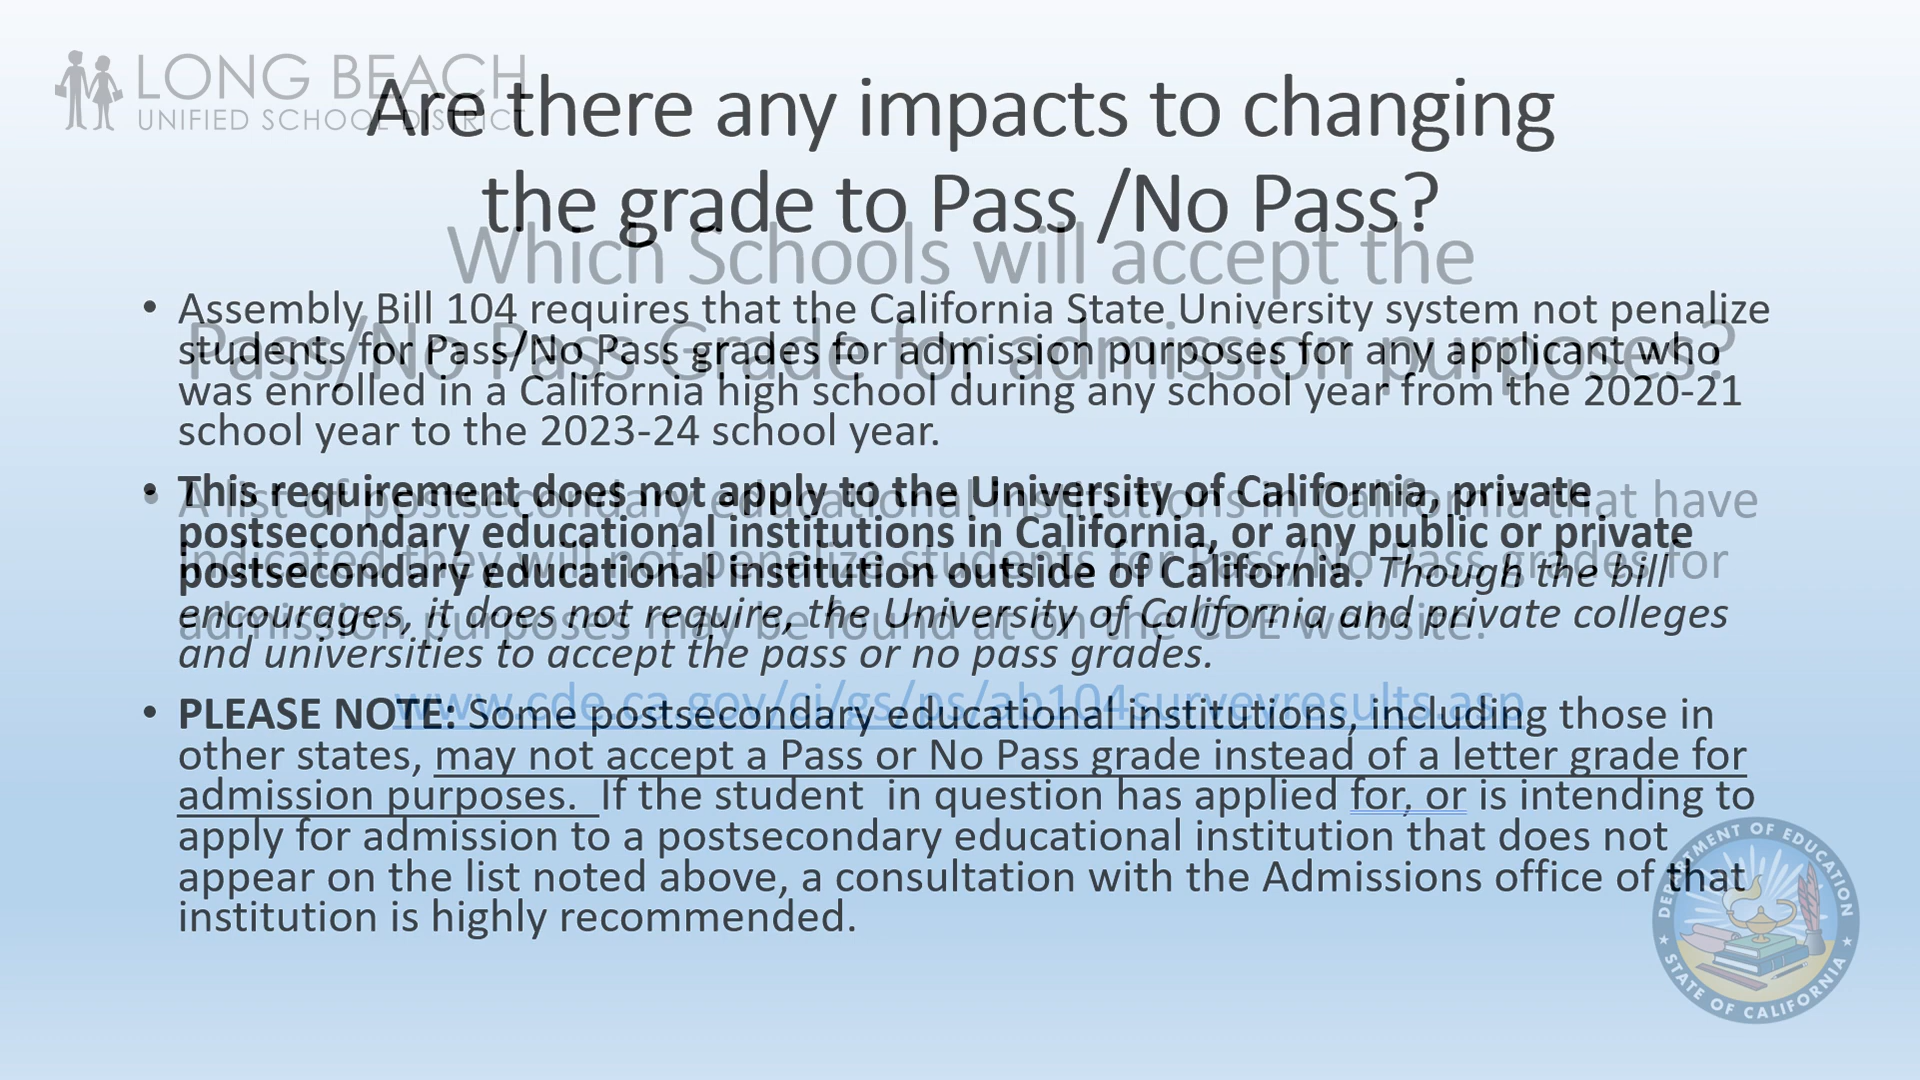 LONG BEACH
UNIFIED SCHOOL DISTRICT
Are there any impacts to changing
the grade to Pass /No Pass?
Which Schools will accept the
Pass/No Pass Grade for admission purposes?
• Assembly Bill 104 requires that the California State University system not penalize
students for Pass/No Pass grades for admission purposes for any applicant who
was enrolled in a California high school during any school year from the 2020-21
school year to the 2023-24 school year.
• This requirement does not apply to the University of California, private
postsecondary educational institutions in California, or any public or private
postsecondary educational institution outside of California. Though the bill
encourages, it does not require, the University of California and private colleges
and universities to accept the pass or no pass grades.
• A list of postsecondary educational institutions in California that have
indicated they will not penalize students for Pass/No Pass grades for
admission purposes may be found at on the CDE website.
www.cde.ca.gov/ci/gs/ps/ab104surveyresults.asp
• PLEASE NOTE: Some postsecondary educational institutions, including those in
other states, may not accept a Pass or No Pass grade instead of a letter grade for
admission purposes. If the student in question has applied for, or is intending to
apply for admission to a postsecondary educational institution that does not
appear on the list noted above, a consultation with the Admissions office of that
institution is highly recommended.
DEPARTMENT OF EDUCATION
STATE OF CALIFORNIA